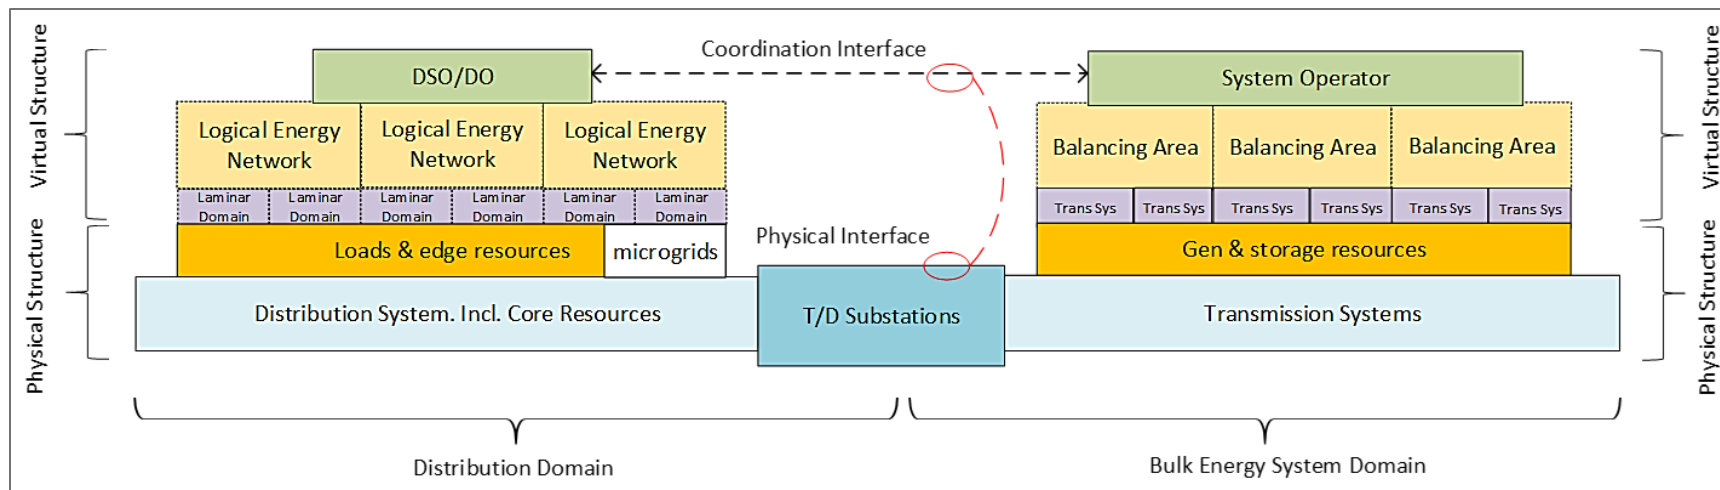 Coordination Interface
DSO/DO
System Operator
Virtual Structure
Logical Energy
Network
Logical Energy
Network
Logical Energy
Network
Balancing Area
Balancing Area
Balancing Area
Virtual Structure
Laminar
Domain
Laminar
Domain
Laminar
Domain
Laminar
Domain
Laminar
Domain
Laminar
Domain
Trans Sys
Trans Sys
Trans Sys
Trans Sys
Trans Sys
Trans Sys
Physical Interface
Loads & edge resources
microgrids
Gen & storage resources
Physical Structure
Distribution System. Incl. Core Resources
T/D Substations
Transmission Systems
Physical Structure
Distribution Domain
Bulk Energy System Domain